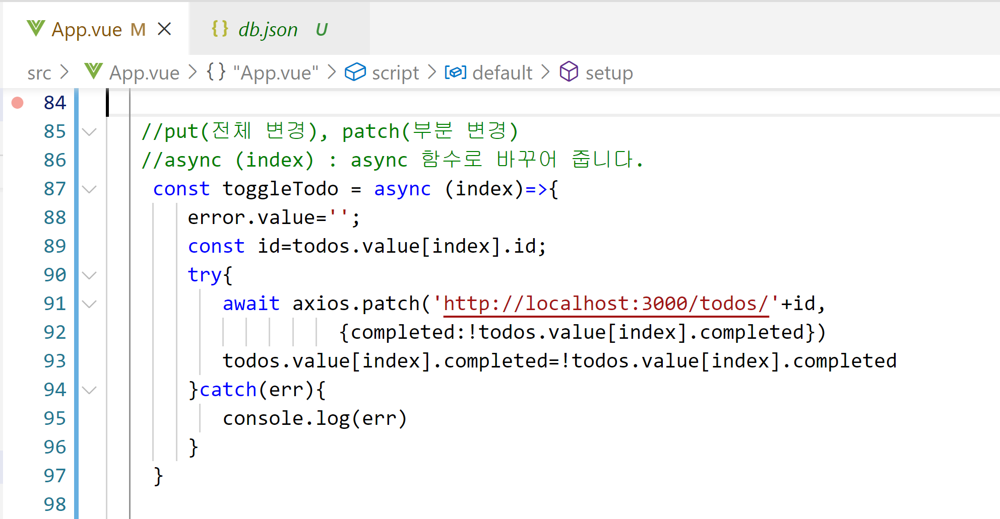 App.vue M
{} db.json U
src > App.vue > {} "App.vue" > script > default > setup
84
85 //put(전체 변경), patch(부분 변경)
86 //async (index) : async 함수로 바꾸어 줍니다.
87 const toggleTodo = async (index)=>{
88 error.value='';
89 const id=todos.value[index].id;
90 try{
91 await axios.patch('http://localhost:3000/todos/'+id,
92 {completed:!todos.value[index].completed})
93 todos.value[index].completed=!todos.value[index].completed
94 }catch(err){
95 console.log(err)
96 }
97 }
98